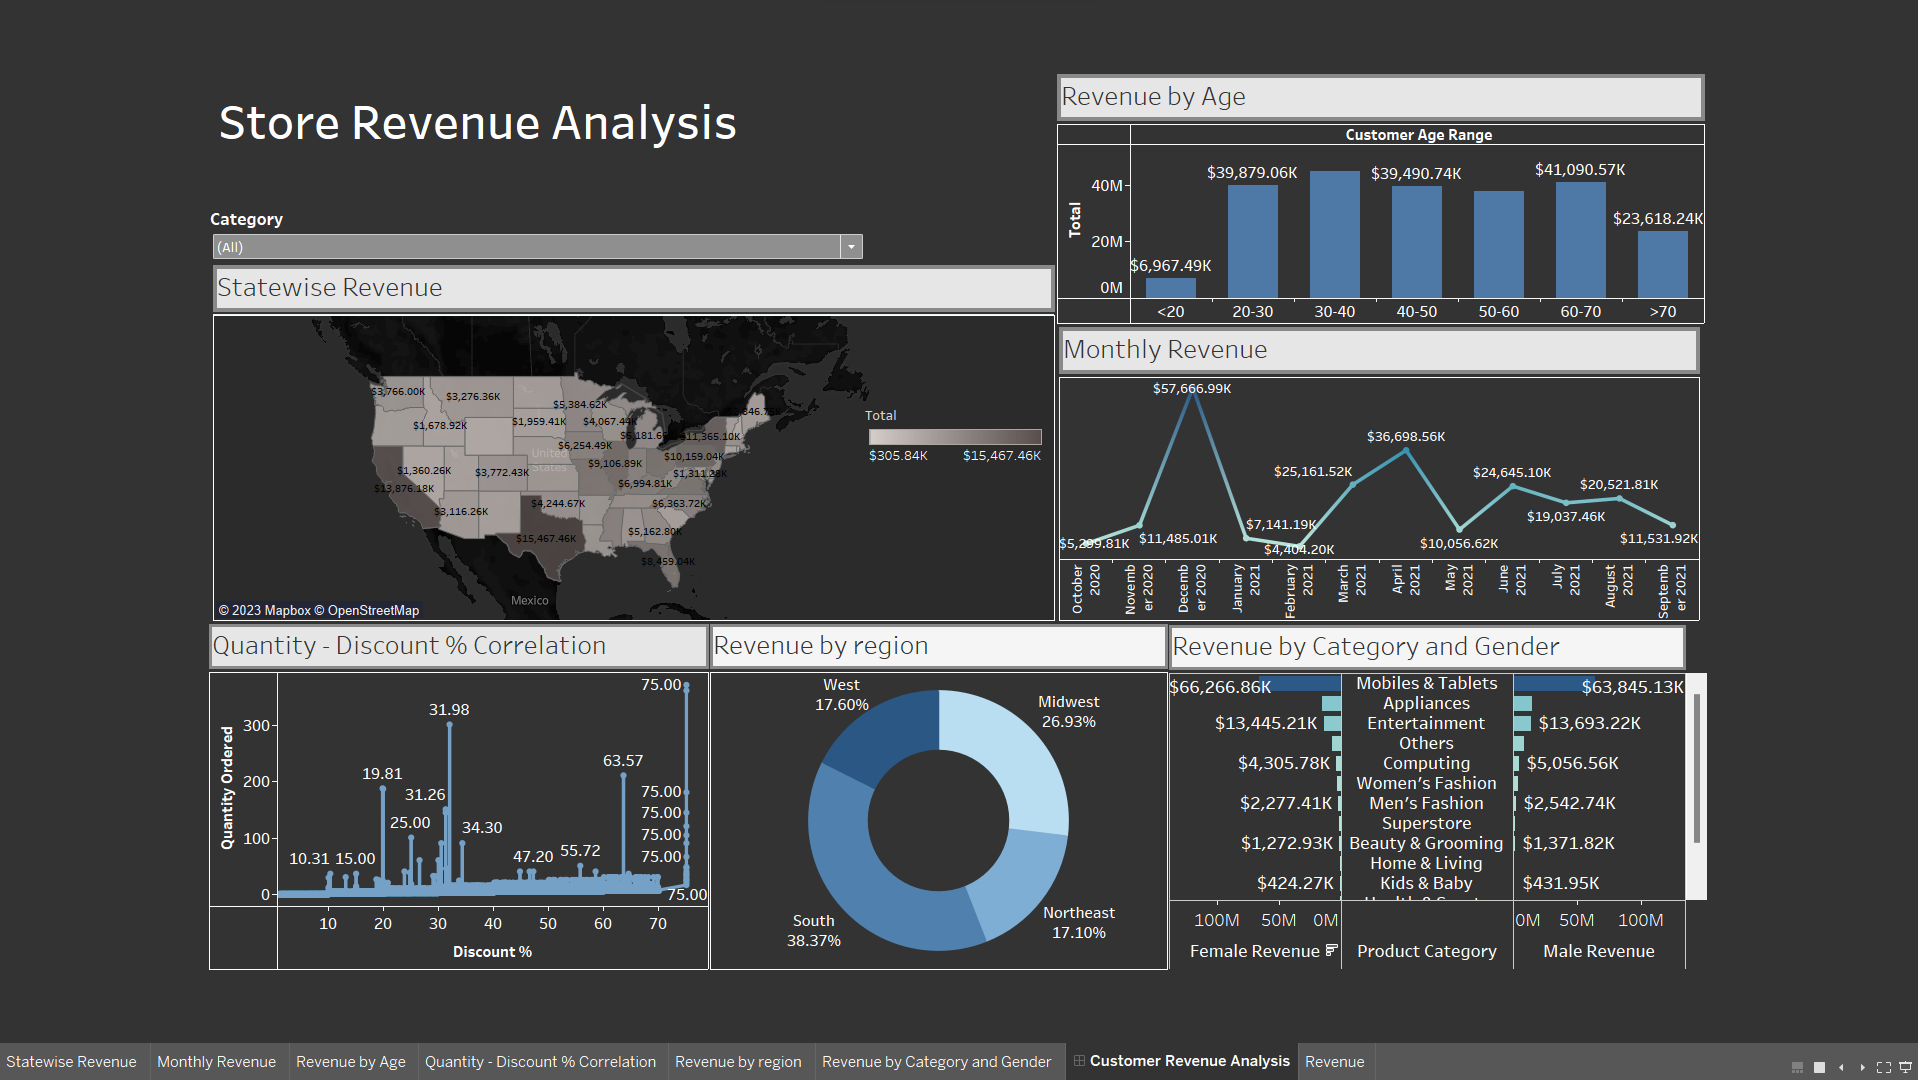 Store Revenue Analysis
Category
(All)
Statewise Revenue
$3,766.00K
$3,276.36K
$5,384.62K
$1,678.92K
$1,959.41K
$4,067.44K
$11,365.10K
$6,254.49K
United
States
$10,159.04K
$9,106.89K
$1,360.26K
$3,772.43K
$1,311.28K
$13,876.18K
$6,994.81K
$4,244.67K
$6,363.72K
$3,116.26K
$5,162.80K
$15,467.46K
$8,459.04K
Mexico
© 2023 Mapbox © OpenStreetMap
Total
$305.84K $15,467.46K
Revenue by Age
Customer Age Range
Total
40M
20M
0M
$6,967.49K
$39,879.06K
$39,490.74K
$41,090.57K
$23,618.24K
<20 20-30 30-40 40-50 50-60 60-70 >70
Monthly Revenue
$57,666.99K
$36,698.56K
$25,161.52K
$24,645.10K
$20,521.81K
$7,141.19K
$19,037.46K
$5,299.81K
$11,485.01K
$4,404.20K
$10,056.62K
$11,531.92K
October
2020
Novemb
er 2020
Decemb
er 2020
January
2021
February
2021
March
2021
April
2021
May
2021
June
2021
July
2021
August
2021
Septemb
er 2021
Quantity - Discount % Correlation
Quantity Ordered
300
200
100
0
75.00
31.98
63.57
19.81
31.26
75.00
75.00
25.00
34.30
75.00
10.31 15.00
47.20
55.72
75.00
75.00
10 20 30 40 50 60 70
Discount %
Revenue by region
West
17.60%
Midwest
26.93%
South
38.37%
Northeast
17.10%
Revenue by Category and Gender
$66,266.86K Mobiles & Tablets $63,845.13K
Appliances
$13,445.21K Entertainment $13,693.22K
Others
$4,305.78K Computing $5,056.56K
Women's Fashion
$2,277.41K Men's Fashion $2,542.74K
Superstore
$1,272.93K Beauty & Grooming $1,371.82K
Home & Living
$424.27K Kids & Baby $431.95K
100M 50M 0M 0M 50M 100M
Female Revenue Product Category Male Revenue
Statewise Revenue Monthly Revenue Revenue by Age Quantity - Discount % Correlation Revenue by region Revenue by Category and Gender Customer Revenue Analysis Revenue